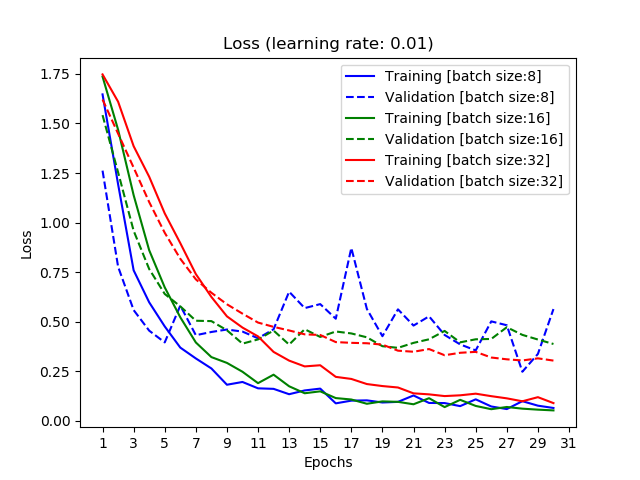 Loss (learning rate: 0.01)
Training [batch size:8]
Validation [batch size:8]
Training [batch size:16]
Validation [batch size:16]
Training [batch size:32]
Validation [batch size:32]
Loss
1.75
1.50
1.25
1.00
0.75
0.50
0.25
0.00
1 3 5 7 9 11 13 15 17 19 21 23 25 27 29 31
Epochs